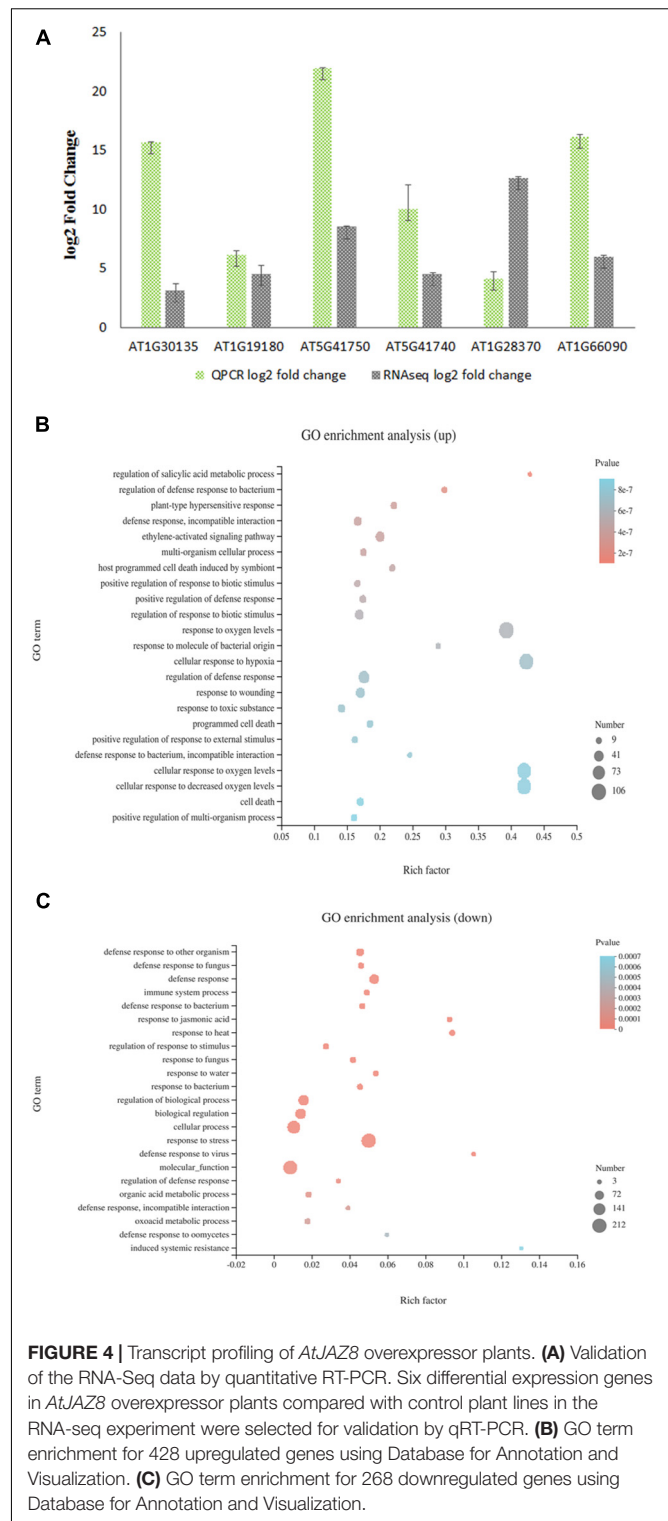 A
25
20
15
10
5
0
log2 Fold Change
AT1G30135 AT1G19180 AT5G41750 AT5G41740 AT1G28370 AT1G66090
QPCR log2 fold change RNAseq log2 fold change
B
GO enrichment analysis (up)
GO term
regulation of salicylic acid metabolic process
regulation of defense response to bacterium
plant-type hypersensitive response
defense response, incompatible interaction
ethylene-activated signaling pathway
multi-organism cellular process
host programmed cell death induced by symbiont
positive regulation of response to biotic stimulus
positive regulation of defense response
regulation of response to biotic stimulus
response to oxygen levels
response to molecule of bacterial origin
cellular response to hypoxia
regulation of defense response
response to wounding
response to toxic substance
programmed cell death
positive regulation of response to external stimulus
defense response to bacterium, incompatible interaction
cellular response to oxygen levels
cellular response to decreased oxygen levels
cell death
positive regulation of multi-organism process
0.05 0.1 0.15 0.2 0.25 0.3 0.35 0.4 0.45 0.5
Rich factor
Pvalue
8e-7
6e-7
4e-7
2e-7
Number
9
41
73
106
C
GO enrichment analysis (down)
GO term
defense response to other organism
defense response to fungus
defense response
immune system process
defense response to bacterium
response to jasmonic acid
response to heat
regulation of response to stimulus
response to fungus
response to water
response to bacterium
regulation of biological process
biological regulation
cellular process
response to stress
defense response to virus
molecular_function
regulation of defense response
organic acid metabolic process
defense response, incompatible interaction
oxoacid metabolic process
defense response to oomycetes
induced systemic resistance
-0.02 0 0.02 0.04 0.06 0.08 0.1 0.12 0.14 0.16
Rich factor
Pvalue
0.0007
0.0006
0.0005
0.0004
0.0003
0.0002
0.0001
0
Number
3
72
141
212
FIGURE 4 | Transcript profiling of AtJAZ8 overexpressor plants. (A) Validation
of the RNA-Seq data by quantitative RT-PCR. Six differential expression genes
in AtJAZ8 overexpressor plants compared with control plant lines in the
RNA-seq experiment were selected for validation by qRT-PCR. (B) GO term
enrichment for 428 upregulated genes using Database for Annotation and
Visualization. (C) GO term enrichment for 268 downregulated genes using
Database for Annotation and Visualization.